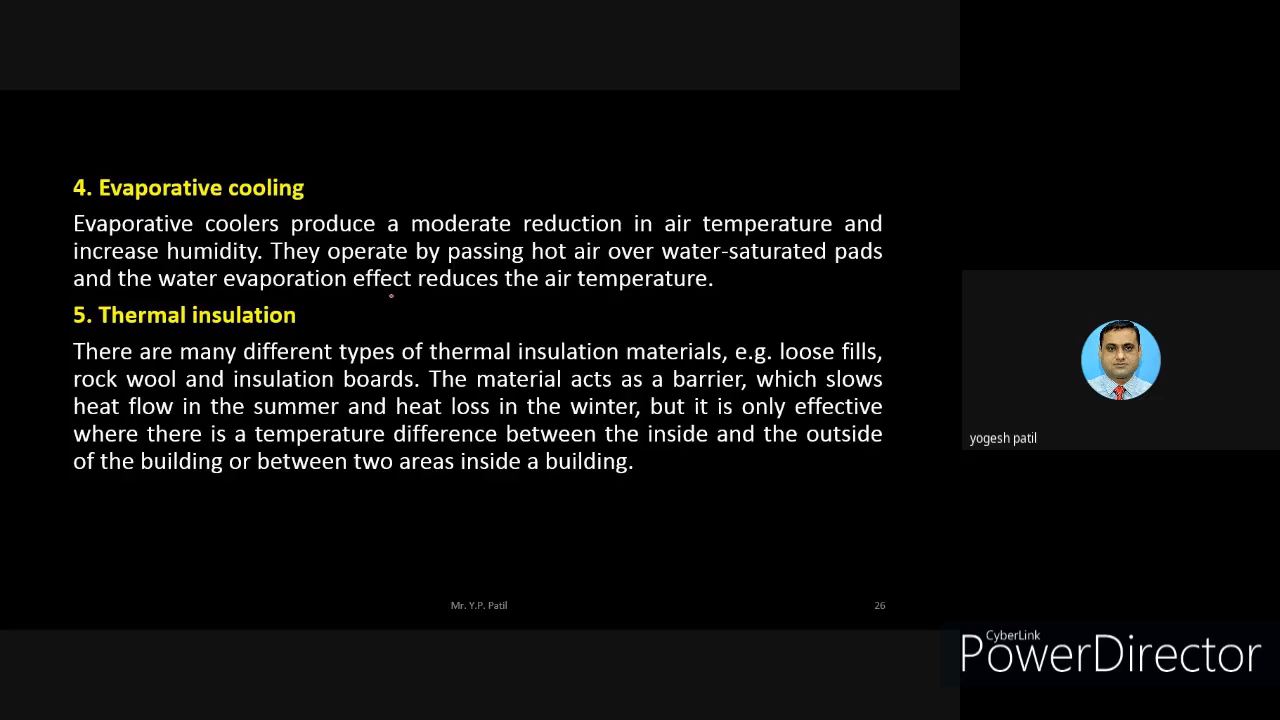 4. Evaporative cooling
Evaporative coolers produce a moderate reduction in air temperature and
increase humidity. They operate by passing hot air over water-saturated pads
and the water evaporation effect reduces the air temperature.
5. Thermal insulation
There are many different types of thermal insulation materials, e.g. loose fills,
rock wool and insulation boards. The material acts as a barrier, which slows
heat flow in the summer and heat loss in the winter, but it is only effective
where there is a temperature difference between the inside and the outside
of the building or between two areas inside a building.
Mr. Y.P. Patil
26
yogesh patil
CyberLink
PowerDirector